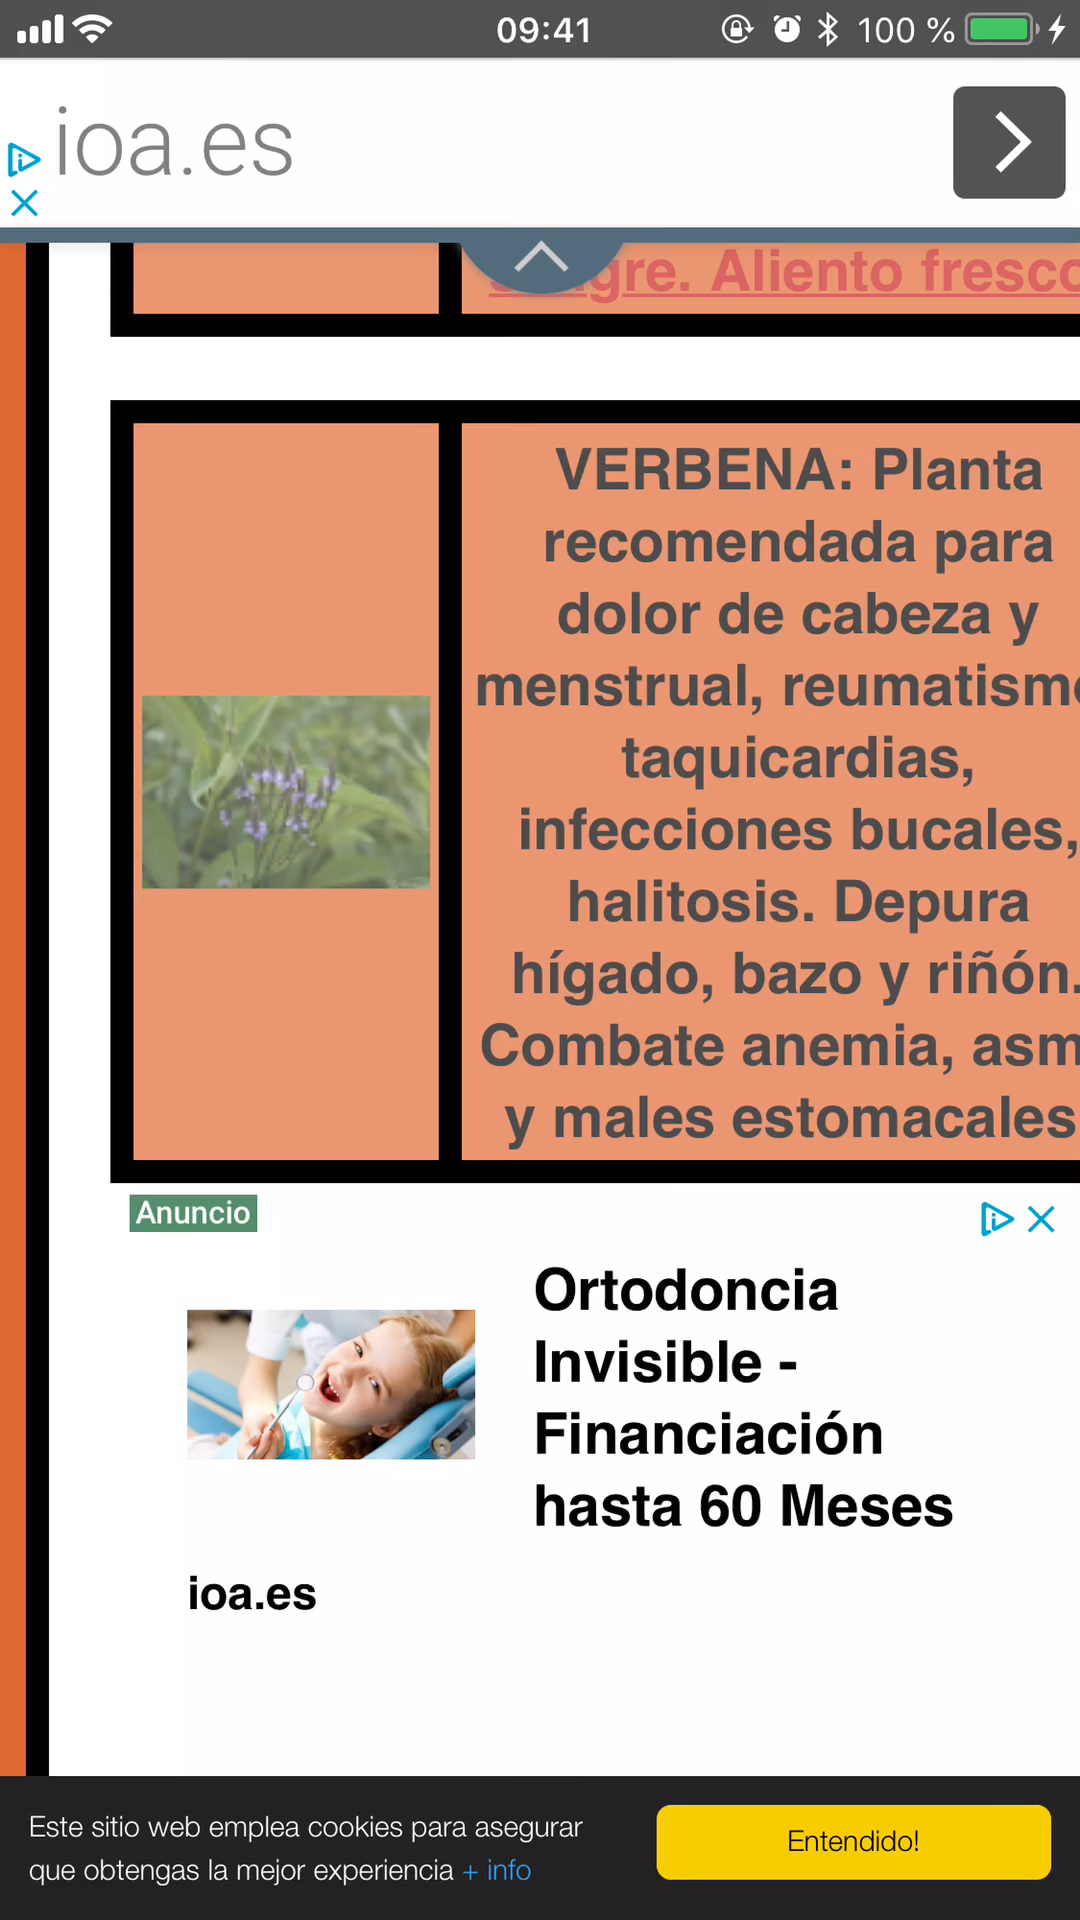 09:41
100 %
ioa.es
gre. Aliento fresco
VERBENA: Planta
recomendada para
dolor de cabeza y
menstrual, reumatismo
taquicardias,
infecciones bucales,
halitosis. Depura
hígado, bazo y riñón.
Combate anemia, asm
y males estomacales
Anuncio
Ortodoncia
Invisible -
Financiación
hasta 60 Meses
ioa.es
Este sitio web emplea cookies para asegurar
que obtengas la mejor experiencia + info
Entendido!